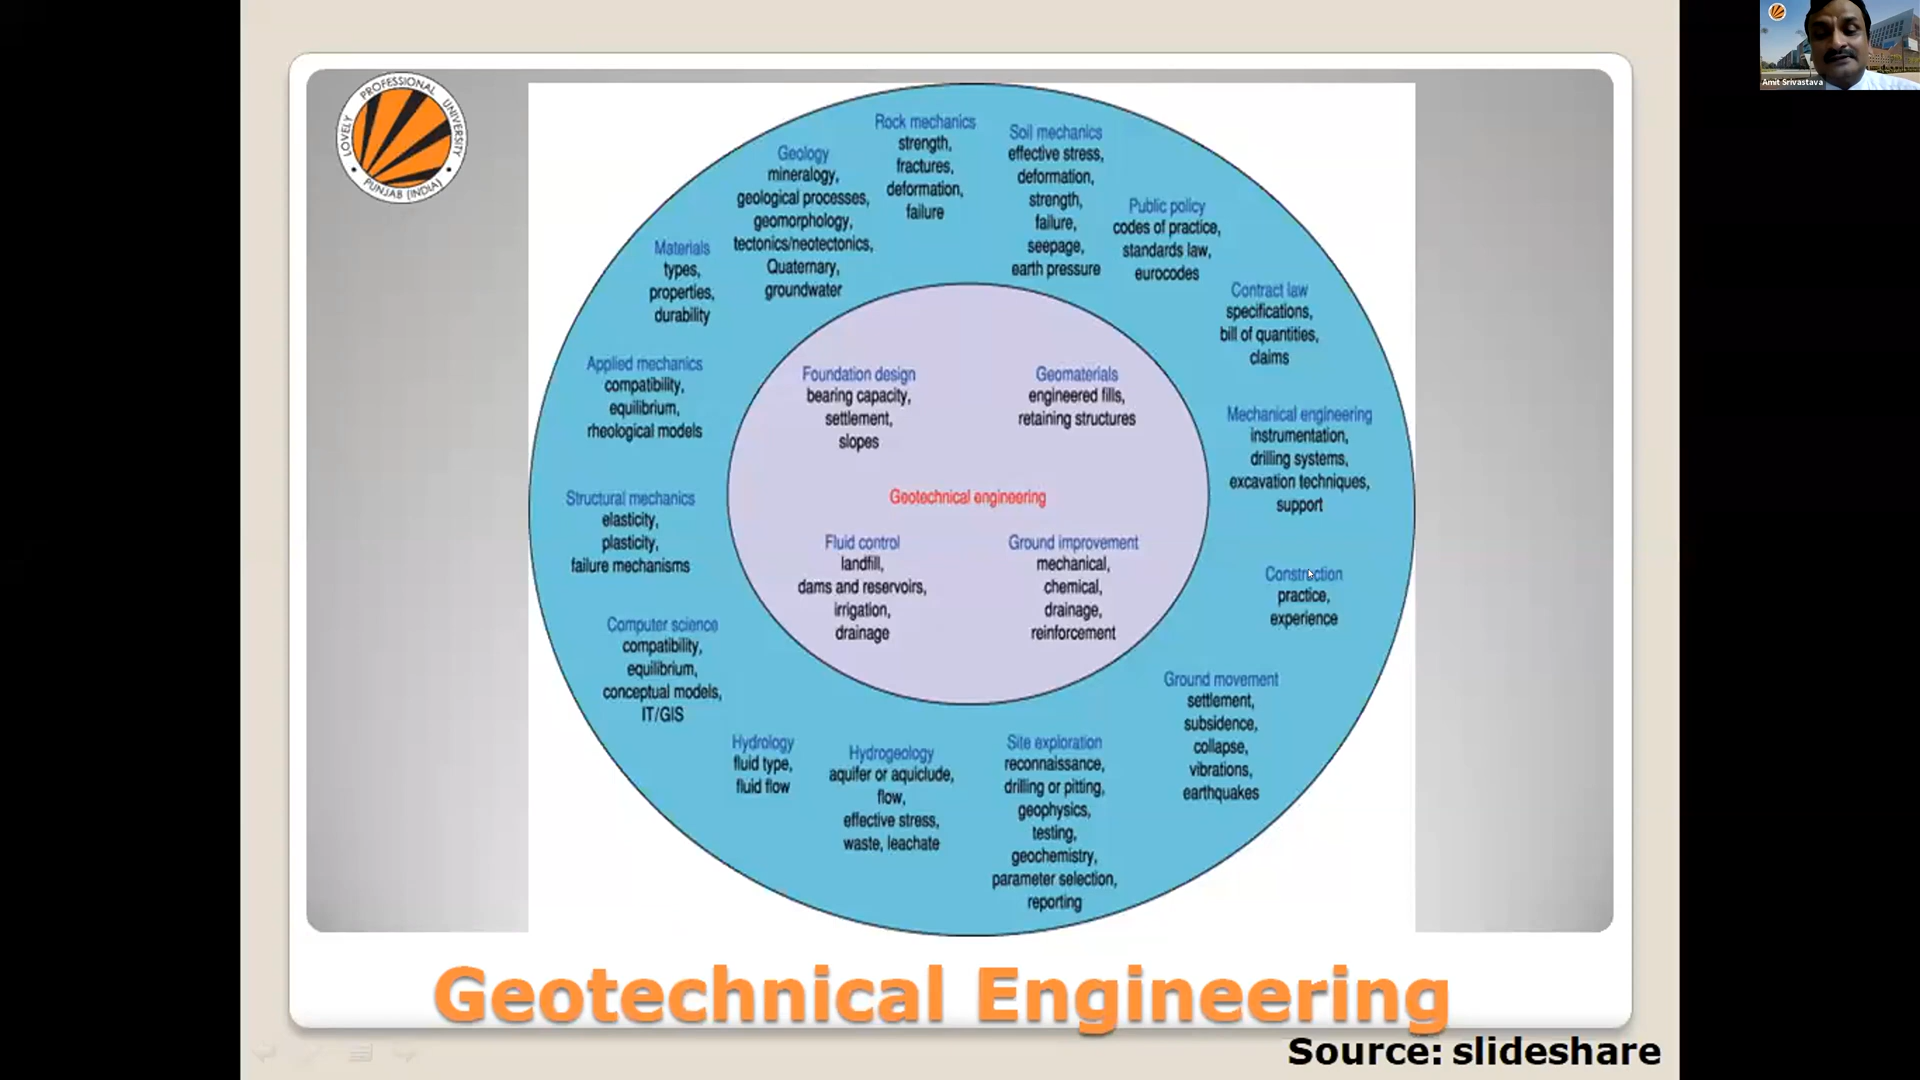 LOVELY PROFESSIONAL UNIVERSITY
PUNJAB (INDIA)
Amit Srivastava
Rock mechanics
strength,
fractures,
deformation,
failure
Soil mechanics
effective stress,
deformation,
strength,
failure,
seepage,
earth pressure
Public policy
codes of practice,
standards law,
eurocodes
Contract law
specifications,
bill of quantities,
claims
Mechanical engineering
instrumentation,
drilling systems,
excavation techniques,
support
Construction
practice,
experience
Ground movement
settlement,
subsidence,
collapse,
vibrations,
earthquakes
Site exploration
reconnaissance,
drilling or pitting,
geophysics,
testing,
geochemistry,
parameter selection,
reporting
Hydrogeology
aquifer or aquiclude,
flow,
effective stress,
waste, leachate
Hydrology
fluid type,
fluid flow
Computer science
compatibility,
equilibrium,
conceptual models,
IT/GIS
Structural mechanics
elasticity,
plasticity,
failure mechanisms
Applied mechanics
compatibility,
equilibrium,
rheological models
Materials
types,
properties,
durability
Geology
mineralogy,
geological processes,
geomorphology,
tectonics/neotectonics,
Quaternary,
groundwater
Foundation design
bearing capacity,
settlement,
slopes
Geomaterials
engineered fills,
retaining structures
Geotechnical engineering
Fluid control
landfill,
dams and reservoirs,
irrigation,
drainage
Ground improvement
mechanical,
chemical,
drainage,
reinforcement
Geotechnical Engineering
Source: slideshare